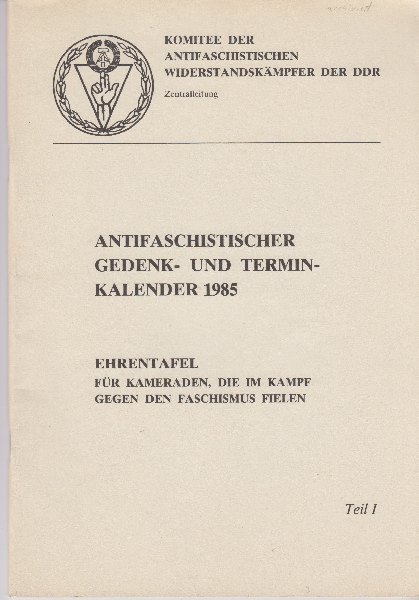 KOMITEE DER
ANTIFASCHISTISCHEN
WIDERSTANDSKÄMPFER DER DDR
Zentralleitung
ANTIFASCHISTISCHER
GEDENK- UND TERMIN-
KALENDER 1985
EHRENTAFEL
FÜR KAMERADEN, DIE IM KAMPF
GEGEN DEN FASCHISMUS FIELEN
Teil I